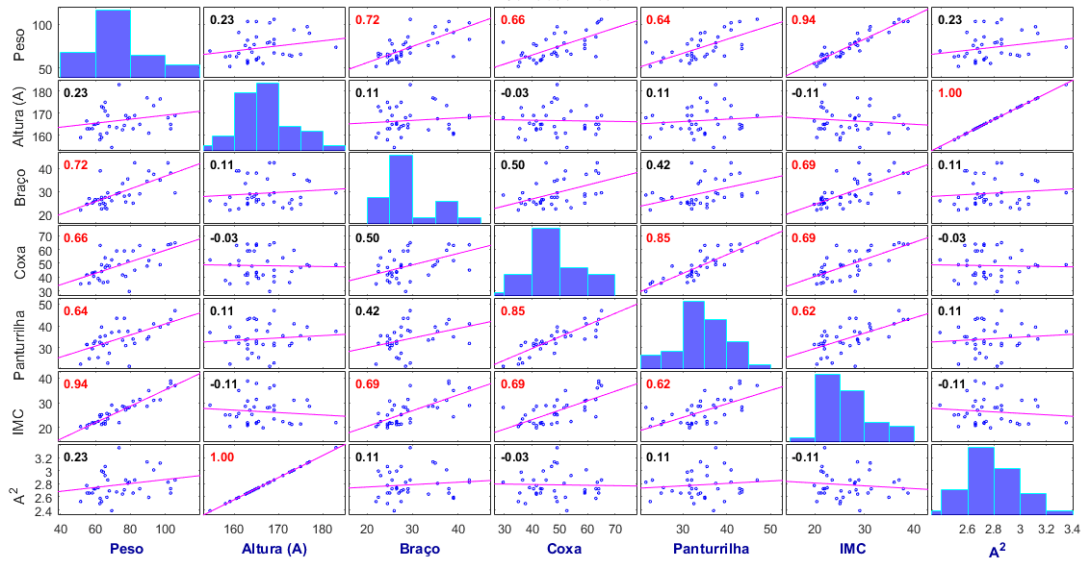 Peso 100 50 0.23 0.72 0.66 0.64 0.94 0.23
Altura (A) 180 170 160 0.23 0.11 -0.03 0.11 -0.11 1.00
Braço 40 30 20 0.72 0.11 0.50 0.42 0.69 0.11
Coxa 70 60 50 40 30 0.66 -0.03 0.50 0.85 0.69 -0.03
Panturrilha 50 40 30 0.64 0.11 0.42 0.85 0.62 0.11
IMC 40 30 20 0.94 -0.11 0.69 0.69 0.62 -0.11
A² 3.2 3 2.8 2.6 2.4 0.23 1.00 0.11 -0.03 0.11 -0.11
40 60 80 100 160 170 180 20 30 40 30 40 50 60 70 20 30 40 50 20 30 40 2.6 2.8 3 3.2 3.4
Peso Altura (A) Braço Coxa Panturrilha IMC A²